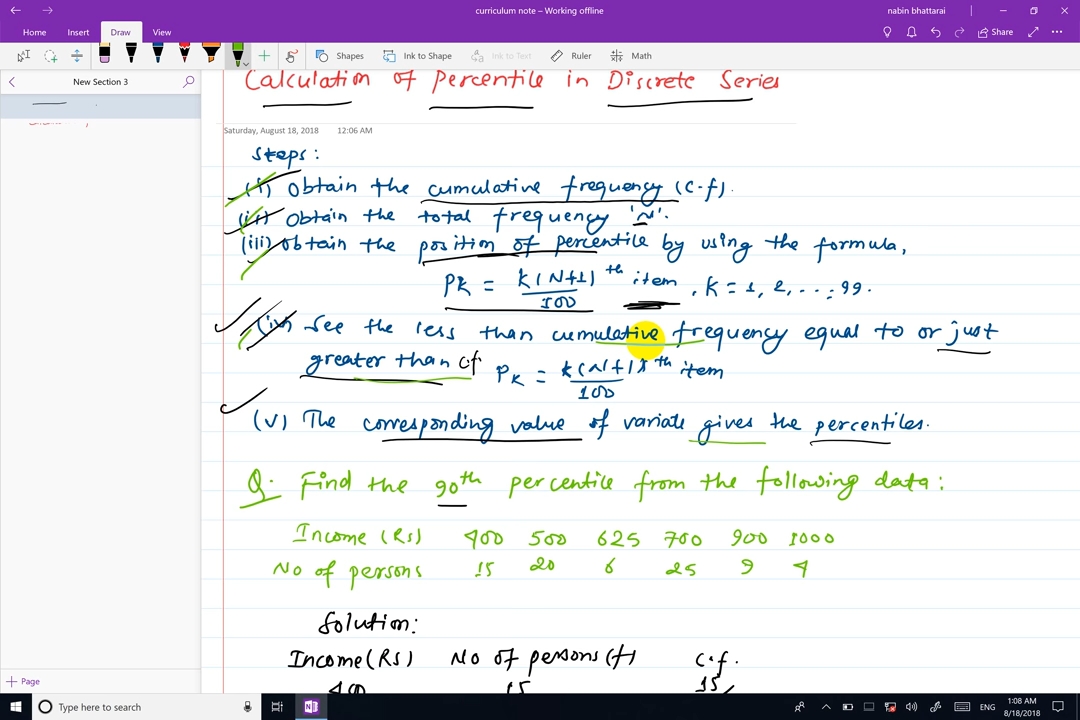 curriculum note – Working offline
nabin bhattarai
Home Insert Draw View
Share
Shapes Ink to Shape Ink to Text Ruler Math
New Section 3
Calculation of Percentile in Discrete Series
Saturday, August 18, 2018 12:06 AM
Steps:
(i) Obtain the cumulative frequency (c.f).
(ii) Obtain the total frequency 'N'.
(iii) Obtain the position of percentile by using the formula,
Pk = k(N+1)/100 th item, k = 1, 2, ..., 99.
(iv) See the less than cumulative frequency equal to or just
greater than cf Pk = k(N+1)/100 th item
(v) The corresponding value of variate gives the percentiles.
Q. Find the 90th percentile from the following data:
Income (Rs) 400 500 625 700 900 1000
No of persons 15 20 6 25 9 4
Solution:
Income (Rs) No of persons (f) c.f.
400 15 15
+ Page
Type here to search
ENG
1:08 AM
8/18/2018